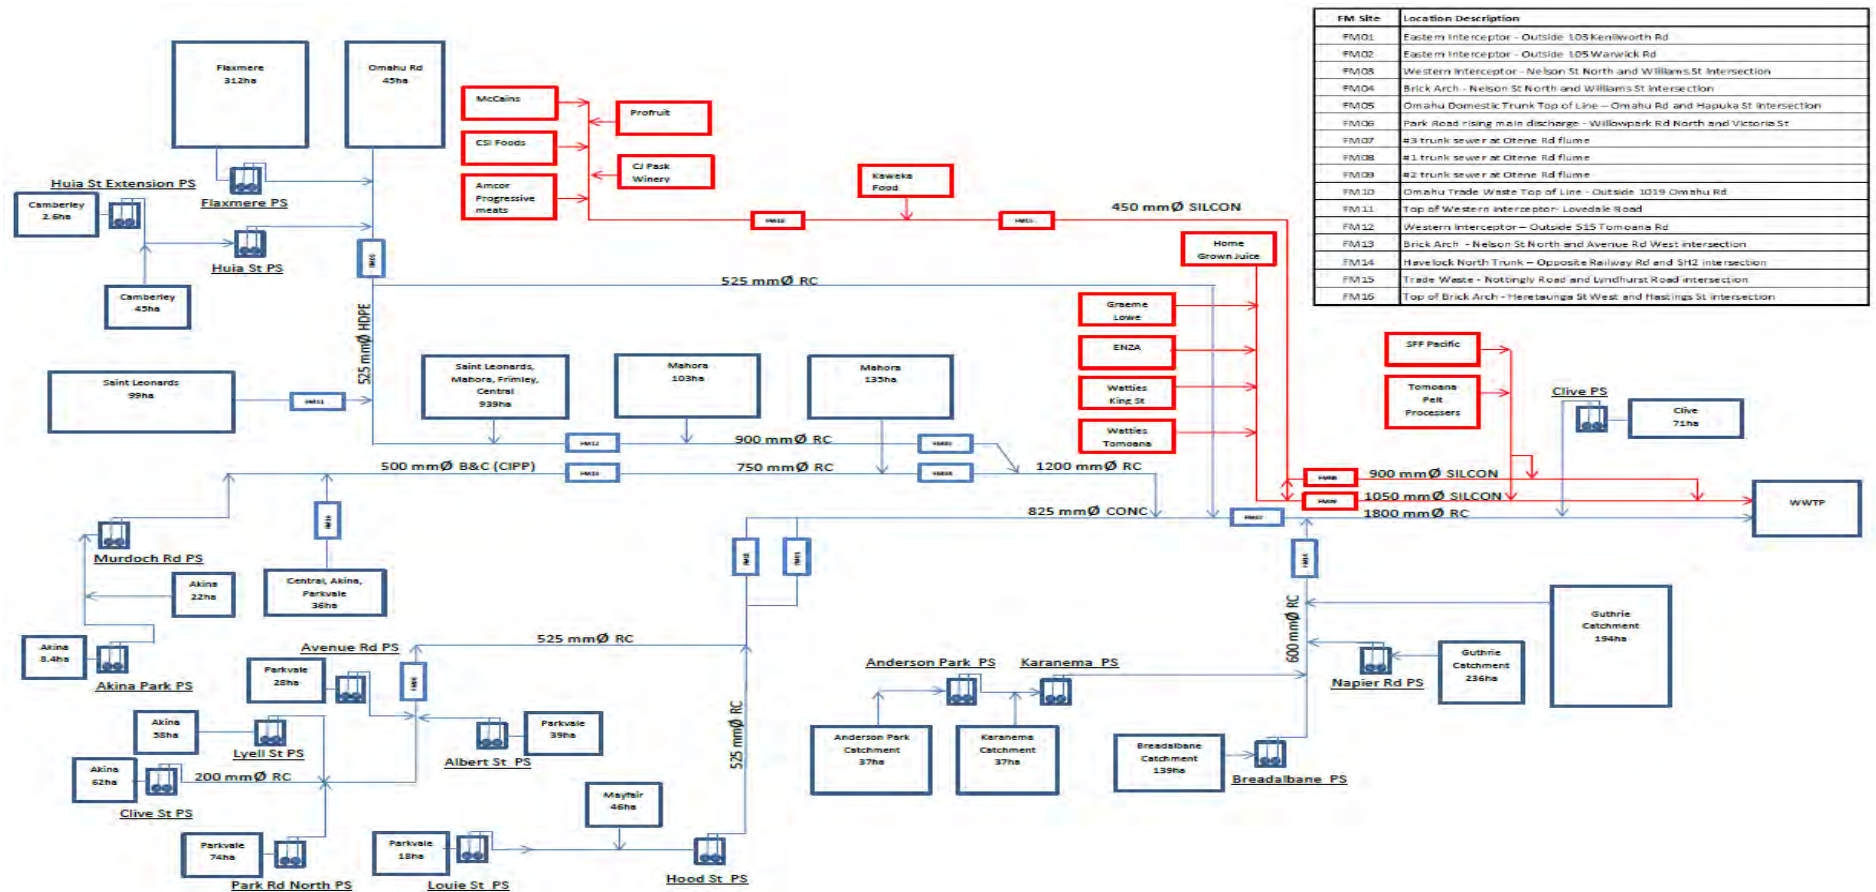 FM Site Location Description
FM01 Eastern Interceptor - Outside 103 Kenilworth Rd
FM02 Eastern Interceptor - Outside 105 Warwick Rd
FM03 Western Interceptor - Nelson St North and Williams St Intersection
FM04 Brick Arch - Nelson St North and Williams St intersection
FM05 Omahu Domestic Trunk Top of Line – Omahu Rd and Hapuka St Intersection
FM06 Park Road rising main discharge - Willowpark Rd North and Victoria St
FM07 #3 trunk sewer at Otene Rd flume
FM08 #1 trunk sewer at Otene Rd flume
FM09 #2 trunk sewer at Otene Rd flume
FM10 Omahu Trade Waste Top of Line - Outside 1019 Omahu Rd
FM11 Top of Western Interceptor- Lovedale Road
FM12 Western Interceptor – Outside 515 Tomoana Rd
FM13 Brick Arch - Nelson St North and Avenue Rd West intersection
FM14 Havelock North Trunk – Opposite Railway Rd and SH2 intersection
FM15 Trade Waste - Nottingly Road and Lyndhurst Road intersection
FM16 Top of Brick Arch - Heretaunga St West and Hastings St intersection
Flaxmere
312ha
Omahu Rd
45ha
McCains
Profruit
CSI Foods
CJ Pask
Winery
Amcor
Progressive
meats
Kaweka
Food
Huia St Extension PS
Camberley
2.6ha
Flaxmere PS
Huia St PS
Camberley
45ha
FM10
450 mmØ SILCON
Home
Grown Juice
525 mmØ RC
525 mmØ HDPE
Graeme
Lowe
ENZA
Watties
King St
Watties
Tomoana
SFF Pacific
Tomoana
Pelt
Processers
Clive PS
Clive
71ha
Saint Leonards
99ha
FM11
Saint Leonards,
Mahora, Frimley,
Central
939ha
Mahora
103ha
Mahora
135ha
FM12
900 mmØ RC
500 mmØ B&C (CIPP)
FM13
750 mmØ RC
1200 mmØ RC
FM08
900 mmØ SILCON
FM09
1050 mmØ SILCON
825 mmØ CONC
FM07
1800 mmØ RC
WWTP
Murdoch Rd PS
Akina
22ha
Central, Akina,
Parkvale
36ha
Akina
8.4ha
Akina Park PS
Avenue Rd PS
525 mmØ RC
Parkvale
28ha
Akina
58ha
Lyell St PS
Albert St PS
Parkvale
39ha
Akina
62ha
200 mmØ RC
Clive St PS
525 mmØ RC
Parkvale
74ha
Park Rd North PS
Parkvale
18ha
Louie St PS
Mayfair
46ha
Hood St PS
FM14
600 mmØ RC
Guthrie
Catchment
194ha
Guthrie
Catchment
236ha
Napier Rd PS
Anderson Park PS
Karanema PS
Anderson Park
Catchment
37ha
Karanema
Catchment
37ha
Breadalbane
Catchment
139ha
Breadalbane PS